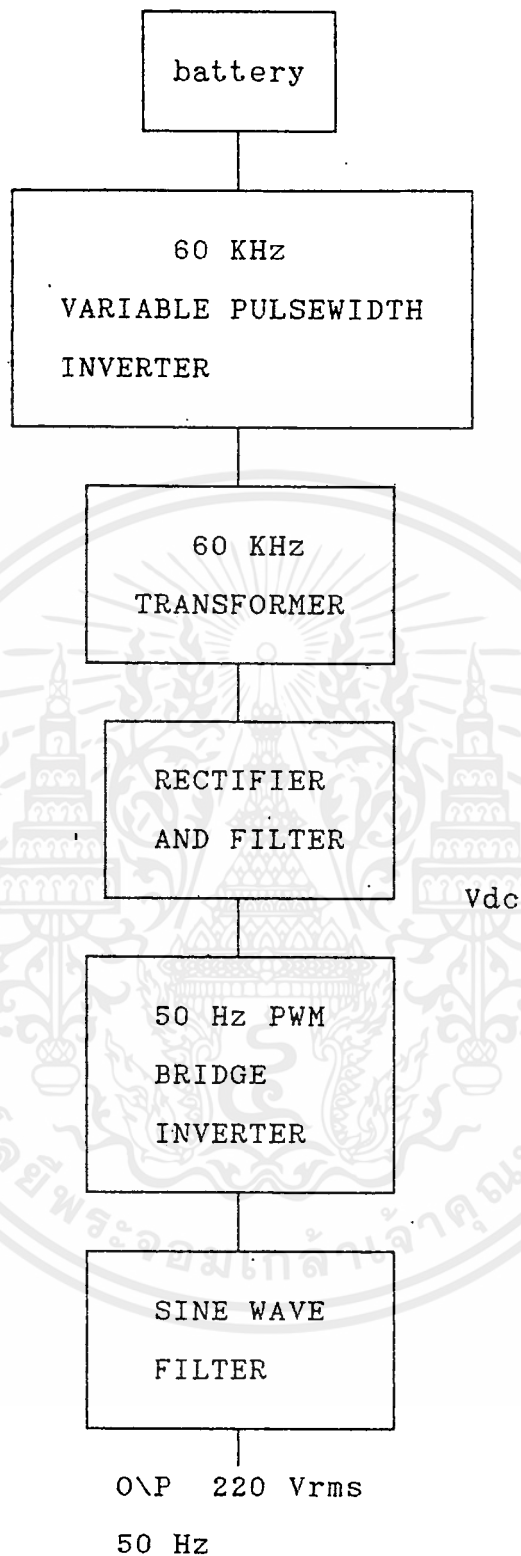 battery
60 KHz
VARIABLE PULSEWIDTH
INVERTER
60 KHz
TRANSFORMER
RECTIFIER
AND FILTER
Vdc
50 Hz PWM
BRIDGE
INVERTER
SINE WAVE
FILTER
O\P 220 Vrms
50 Hz